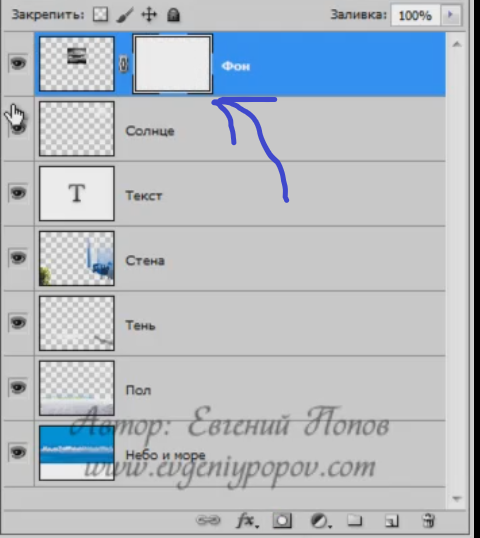 Закрепить:
Заливка: 100%
Фон
Солнце
T Текст
Стена
Тень
Пол
Автор: Евгений Попов
Небо и море
www.evgeniypopov.com
fx.